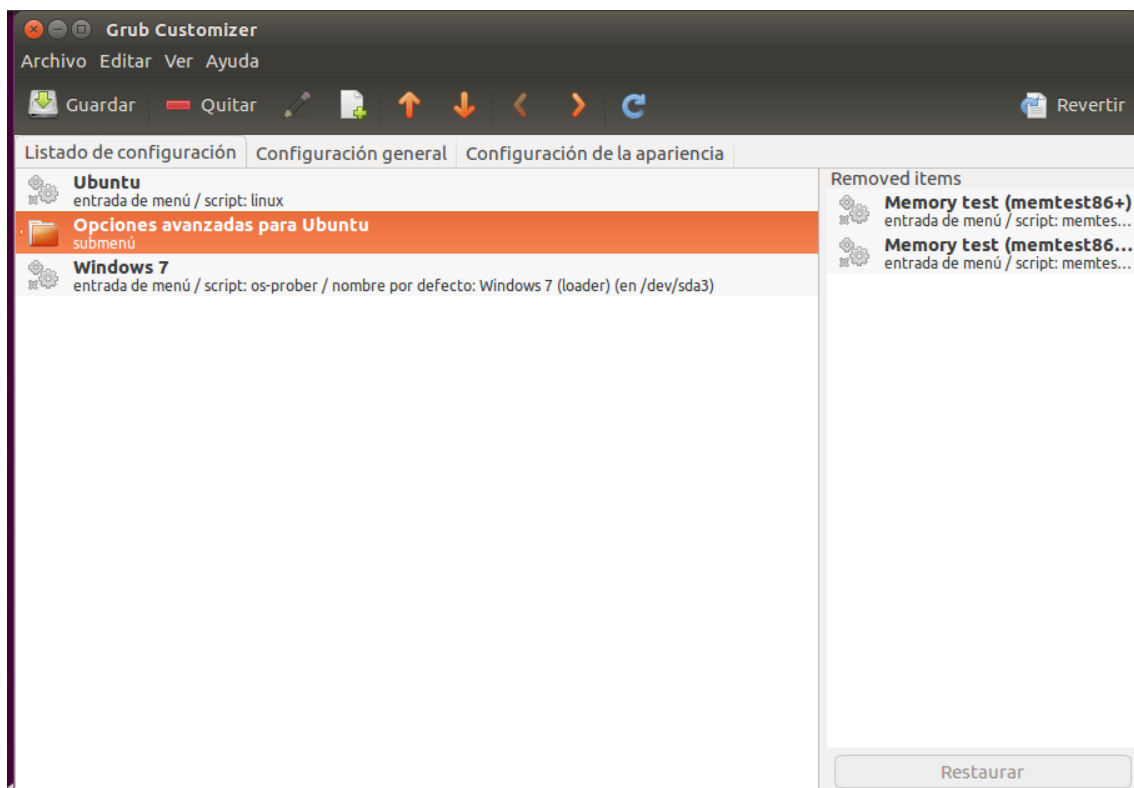 Grub Customizer
Archivo Editar Ver Ayuda
Guardar Quitar Revertir
Listado de configuración Configuración general Configuración de la apariencia
Ubuntu
entrada de menú / script: linux
Opciones avanzadas para Ubuntu
submenú
Windows 7
entrada de menú / script: os-prober / nombre por defecto: Windows 7 (loader) (en /dev/sda3)
Removed items
Memory test (memtest86+)
entrada de menú / script: memtes...
Memory test (memtest86...
entrada de menú / script: memtes...
Restaurar